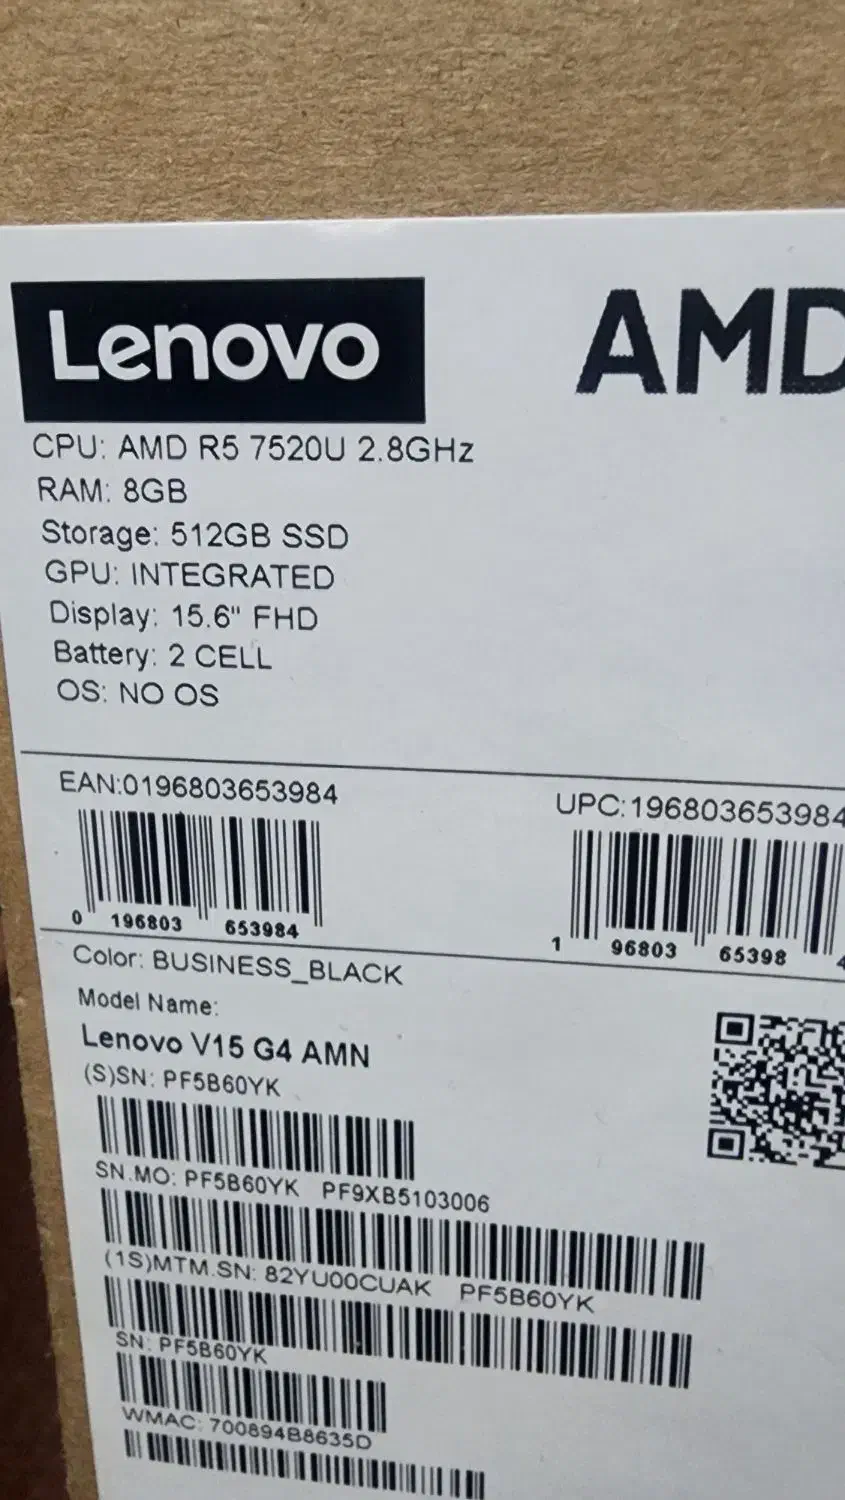 Lenovo
AMD
CPU: AMD R5 7520U 2.8GHz
RAM: 8GB
Storage: 512GB SSD
GPU: INTEGRATED
Display: 15.6" FHD
Battery: 2 CELL
OS: NO OS
EAN:0196803653984
UPC:196803653984
0 196803 653984
1 96803 65398 4
Color: BUSINESS_BLACK
Model Name:
Lenovo V15 G4 AMN
(S)SN: PF5B60YK
SN.MO: PF5B60YK PF9XB5103006
(1S)MTM.SN: 82YU00CUAK PF5B60YK
SN: PF5B60YK
WMAC: 700894B8635D